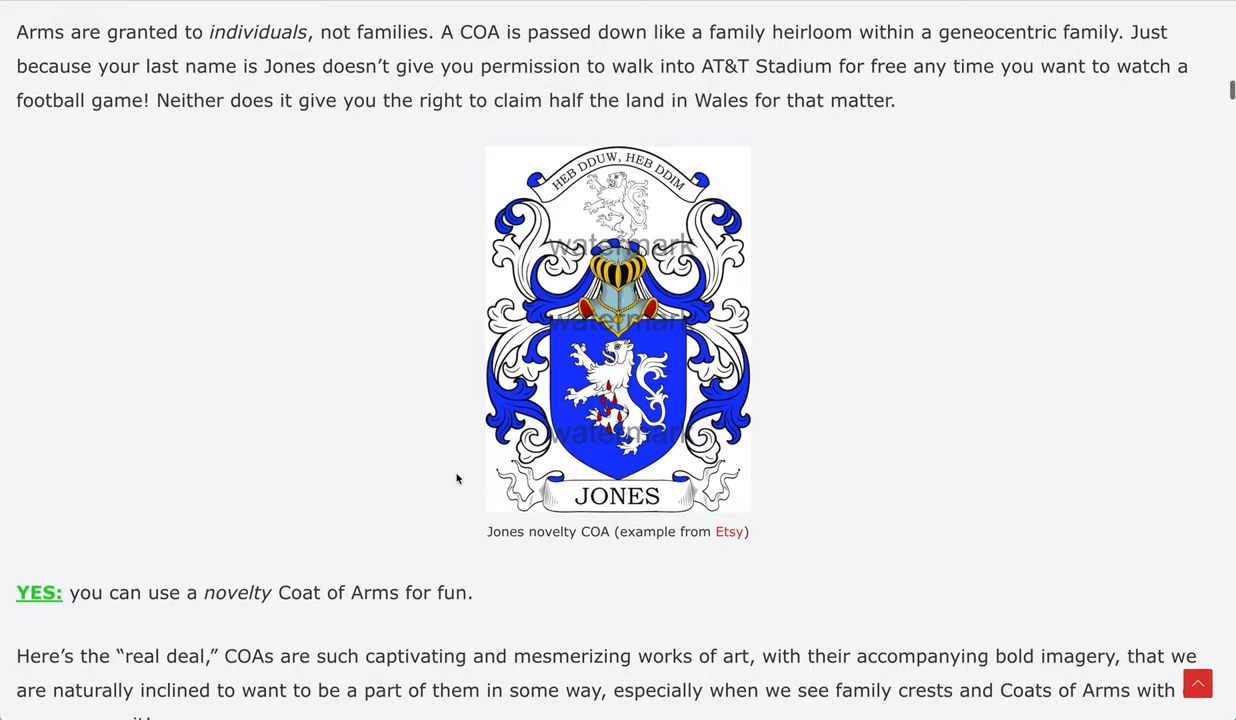 Arms are granted to individuals, not families. A COA is passed down like a family heirloom within a geneocentric family. Just
because your last name is Jones doesn’t give you permission to walk into AT&T Stadium for free any time you want to watch a
football game! Neither does it give you the right to claim half the land in Wales for that matter.
HEB DDUW, HEB DDIM
watermark
watermark
watermark
JONES
Jones novelty COA (example from Etsy)
YES: you can use a novelty Coat of Arms for fun.
Here’s the “real deal,” COAs are such captivating and mesmerizing works of art, with their accompanying bold imagery, that we
are naturally inclined to want to be a part of them in some way, especially when we see family crests and Coats of Arms with